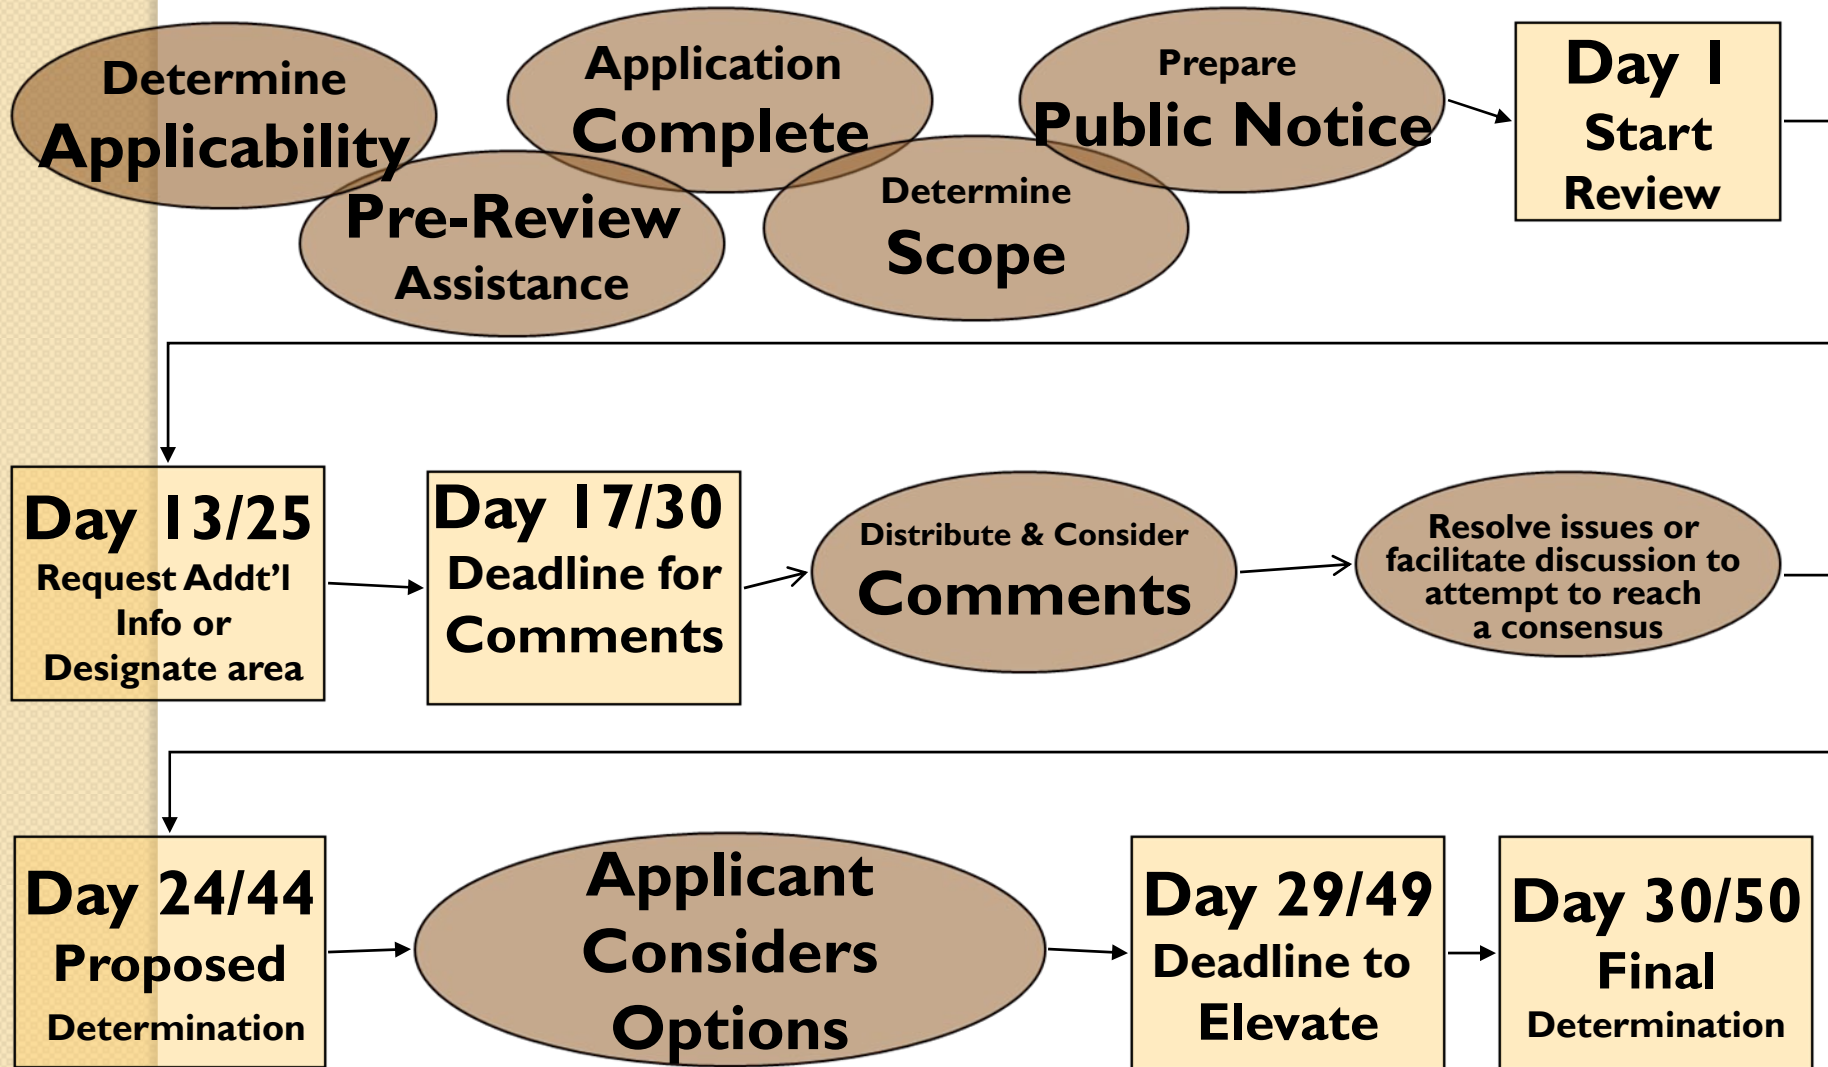 Determine
Applicability
Pre-Review
Assistance
Application
Complete
Determine
Scope
Prepare
Public Notice
Day 1
Start
Review
Day 13/25
Request Addt’l
Info or
Designate area
Day 17/30
Deadline for
Comments
Distribute & Consider
Comments
Resolve issues or
facilitate discussion to
attempt to reach
a consensus
Day 24/44
Proposed
Determination
Applicant
Considers
Options
Day 29/49
Deadline to
Elevate
Day 30/50
Final
Determination